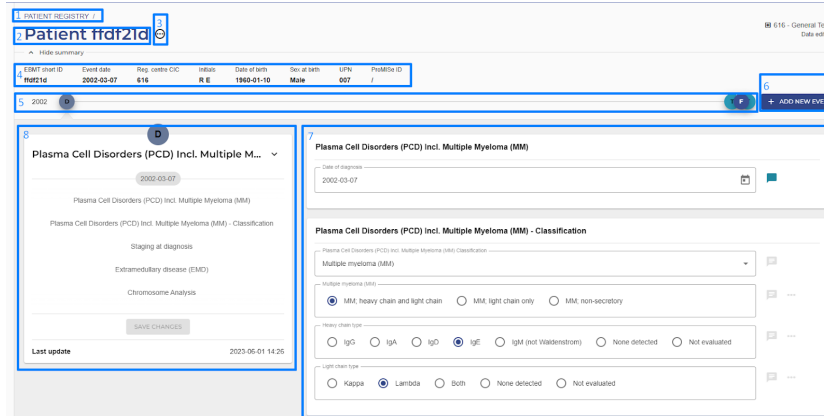 1 PATIENT REGISTRY /
3
2 Patient ffdf21d
616 - General Te
Data edit
Hide summary
4 EBMT short ID Event date Reg. centre CIC Initials Date of birth Sex at birth UPN ProMISe ID
ffdf21d 2002-03-07 616 R E 1960-01-10 Male 007 /
6
5 2002 D T F + ADD NEW EVE
8 D
7
Plasma Cell Disorders (PCD) Incl. Multiple M...
2002-03-07
Plasma Cell Disorders (PCD) Incl. Multiple Myeloma (MM)
Plasma Cell Disorders (PCD) Incl. Multiple Myeloma (MM) - Classification
Staging at diagnosis
Extramedullary disease (EMD)
Chromosome Analysis
SAVE CHANGES
Last update 2023-06-01 14:26
Plasma Cell Disorders (PCD) Incl. Multiple Myeloma (MM)
Date of diagnosis
2002-03-07
Plasma Cell Disorders (PCD) Incl. Multiple Myeloma (MM) - Classification
Plasma Cell Disorders (PCD) Incl. Multiple Myeloma (MM) Classification
Multiple myeloma (MM)
Multiple myeloma (MM)
MM; heavy chain and light chain MM; light chain only MM; non-secretory
Heavy chain type
IgG IgA IgD IgE IgM (not Waldenstrom) None detected Not evaluated
Light chain type
Kappa Lambda Both None detected Not evaluated